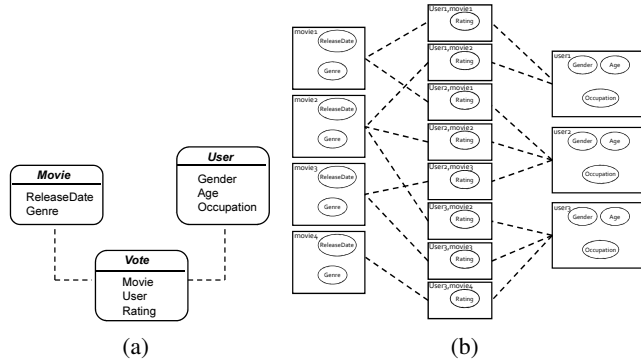 Movie
ReleaseDate
Genre
User
Gender
Age
Occupation
Vote
Movie
User
Rating
(a)
movie1
ReleaseDate
Genre
movie2
ReleaseDate
Genre
movie3
ReleaseDate
Genre
movie4
ReleaseDate
Genre
User1,movie1
Rating
User1,movie2
Rating
User2,movie1
Rating
User2,movie2
Rating
User2,movie3
Rating
User3,movie2
Rating
User3,movie3
Rating
User3,movie4
Rating
user1
Gender Age
Occupation
user2
Gender Age
Occupation
user3
Gender Age
Occupation
(b)